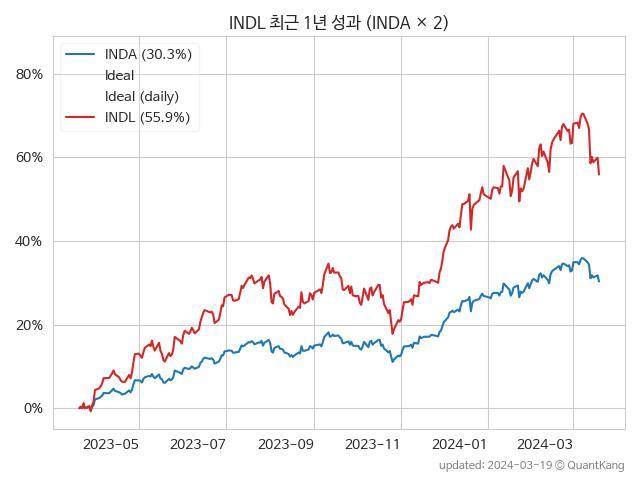 INDL 최근 1년 성과 (INDA × 2)
INDA (30.3%)
Ideal
Ideal (daily)
INDL (55.9%)
80%
60%
40%
20%
0%
2023-05 2023-07 2023-09 2023-11 2024-01 2024-03
updated: 2024-03-19 © QuantKang